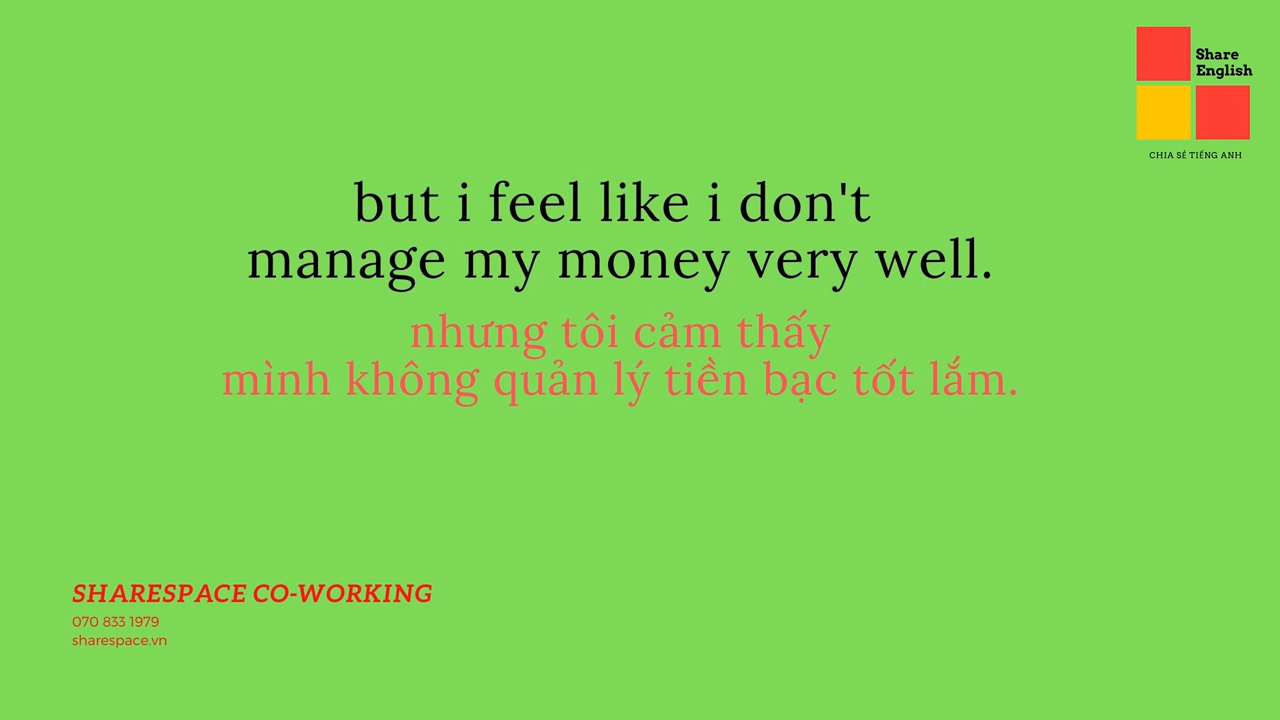 Share
English
CHIA SẺ TIẾNG ANH
but i feel like i don't
manage my money very well.
nhưng tôi cảm thấy
mình không quản lý tiền bạc tốt lắm.
SHARESPACE CO-WORKING
070 833 1979
sharespace.vn